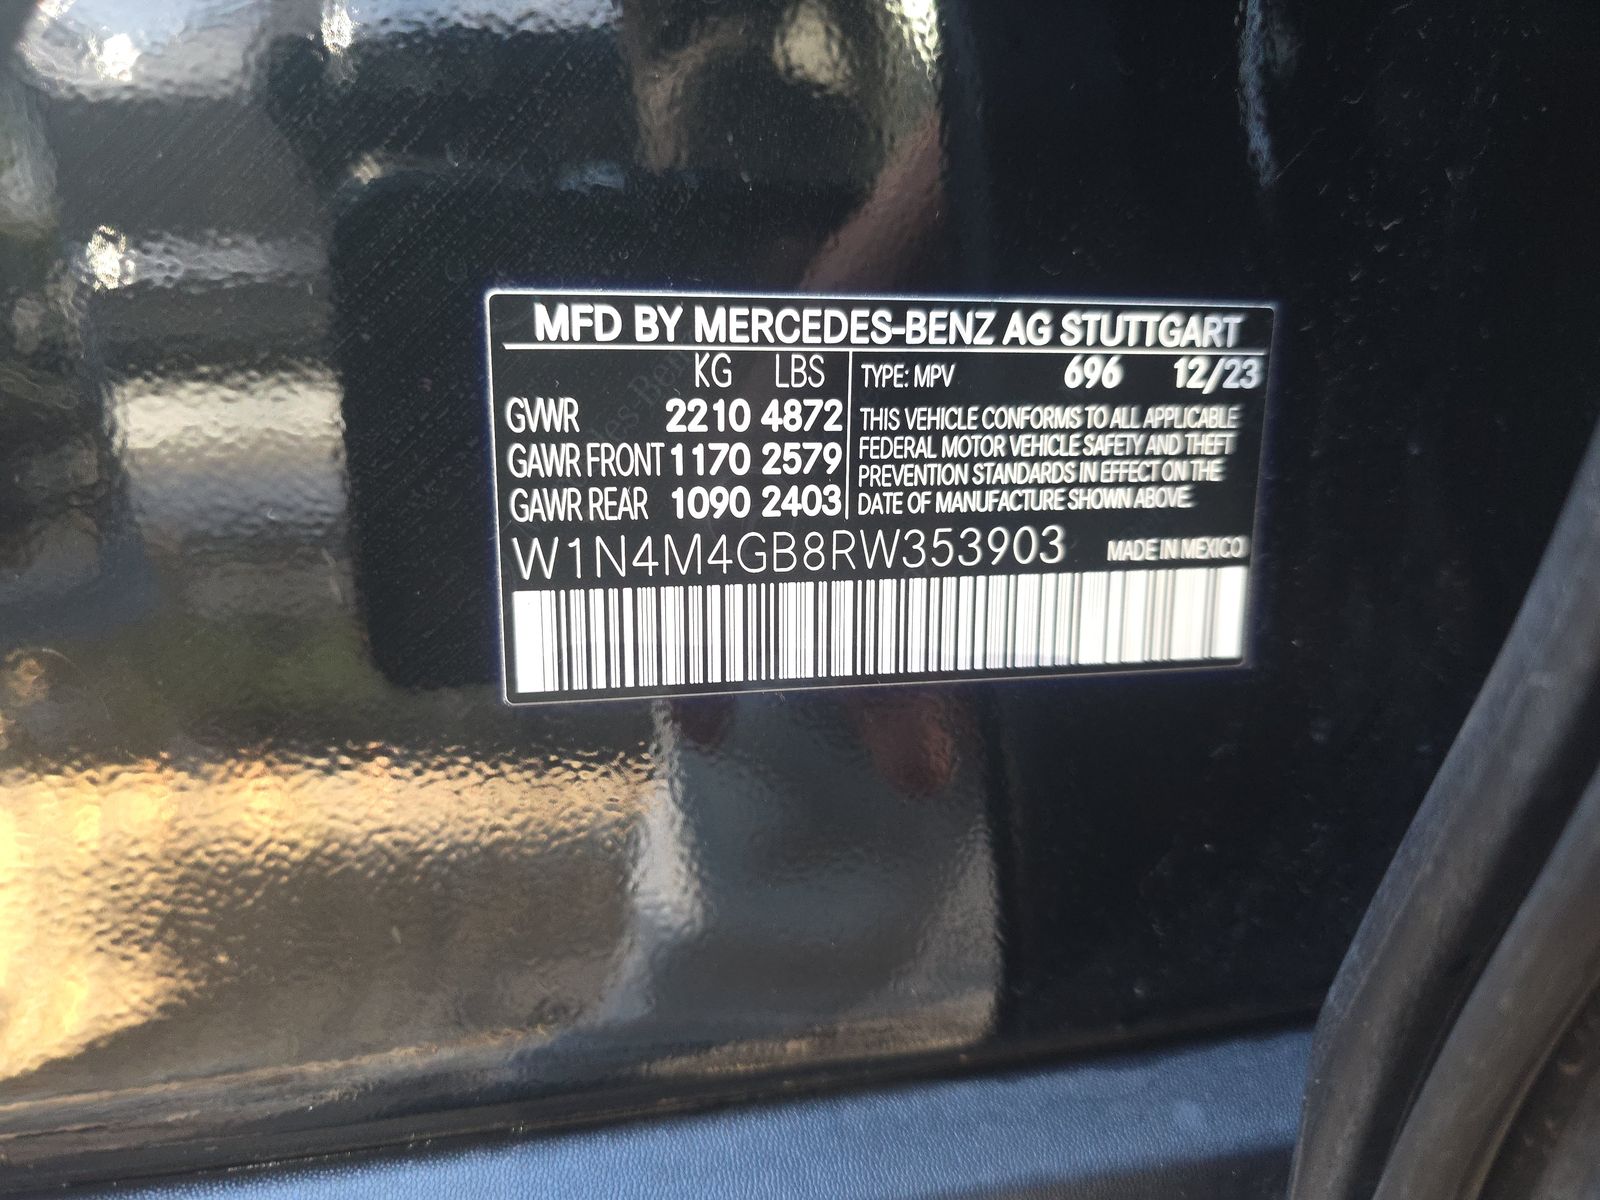 MFD BY MERCEDES-BENZ AG STUTTGART
KG LBS
GVWR 2210 4872
GAWR FRONT 1170 2579
GAWR REAR 1090 2403
TYPE: MPV 696 12/23
THIS VEHICLE CONFORMS TO ALL APPLICABLE
FEDERAL MOTOR VEHICLE SAFETY AND THEFT
PREVENTION STANDARDS IN EFFECT ON THE
DATE OF MANUFACTURE SHOWN ABOVE.
W1N4M4GB8RW353903 MADE IN MEXICO